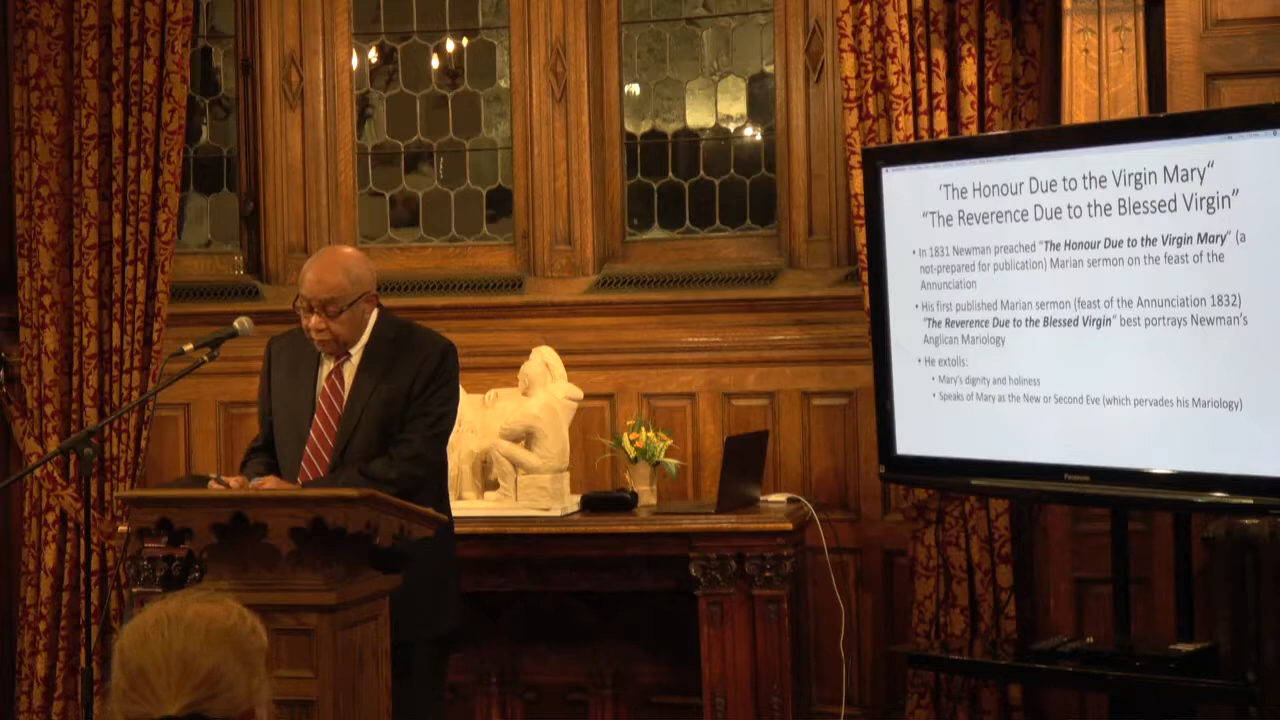 ‘The Honour Due to the Virgin Mary“
“The Reverence Due to the Blessed Virgin”
• In 1831 Newman preached “The Honour Due to the Virgin Mary” (a
not-prepared for publication) Marian sermon on the feast of the
Annunciation
• His first published Marian sermon (feast of the Annunciation 1832)
“The Reverence Due to the Blessed Virgin” best portrays Newman’s
Anglican Mariology
• He extolls:
• Mary’s dignity and holiness
• Speaks of Mary as the New or Second Eve (which pervades his Mariology)
Panasonic